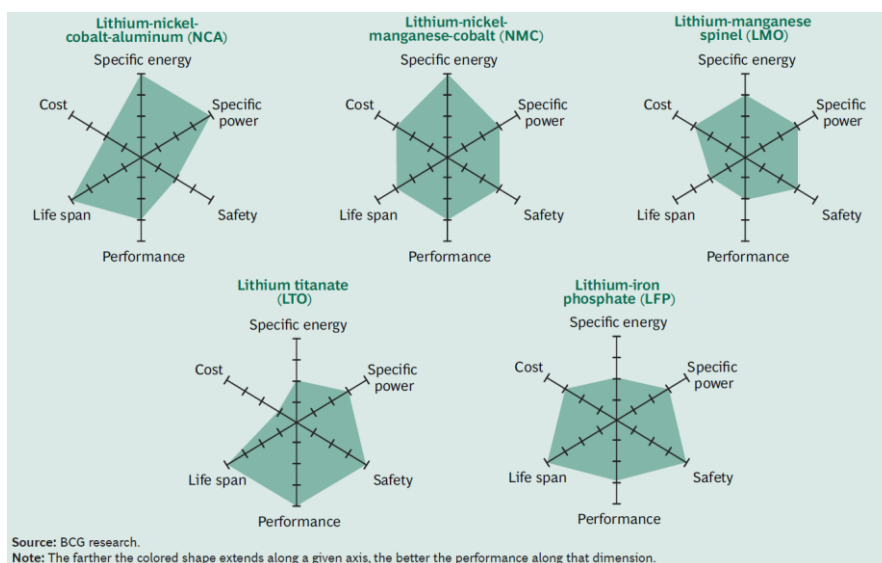 Lithium-nickel-
cobalt-aluminum (NCA)
Specific energy
Cost
Specific
power
Life span
Safety
Performance
Lithium-nickel-
manganese-cobalt (NMC)
Specific energy
Cost
Specific
power
Life span
Safety
Performance
Lithium-manganese
spinel (LMO)
Specific energy
Cost
Specific
power
Life span
Safety
Performance
Lithium titanate
(LTO)
Specific energy
Cost
Specific
power
Life span
Safety
Performance
Lithium-iron
phosphate (LFP)
Specific energy
Cost
Specific
power
Life span
Safety
Performance
Source: BCG research.
Note: The farther the colored shape extends along a given axis, the better the performance along that dimension.